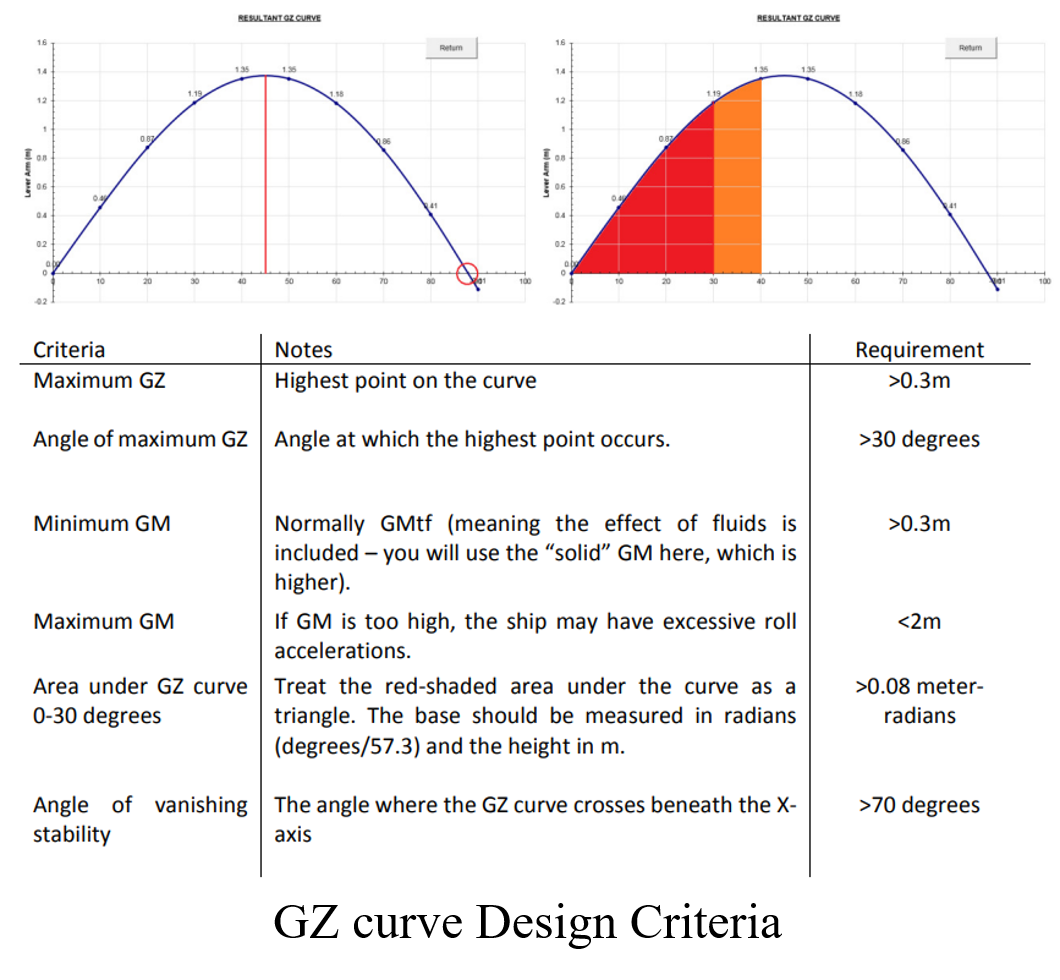 RESULTANT GZ CURVE
Return
Lever Arm (m)
1.6
1.4
1.2
1
0.8
0.6
0.4
0.2
0
-0.2
0.46
0.87
1.19
1.35
1.35
1.18
0.86
0.41
0 10 20 30 40 50 60 70 80 100
RESULTANT GZ CURVE
Return
Lever Arm (m)
1.6
1.4
1.2
1
0.8
0.6
0.4
0.2
0
-0.2
0.46
0.87
1.19
1.35
1.35
1.18
0.86
0.41
0 10 20 30 40 50 60 70 80 100
Criteria Notes Requirement
Maximum GZ Highest point on the curve >0.3m
Angle of maximum GZ Angle at which the highest point occurs. >30 degrees
Minimum GM Normally GMtf (meaning the effect of fluids is >0.3m
included – you will use the “solid” GM here, which is
higher).
Maximum GM If GM is too high, the ship may have excessive roll <2m
accelerations.
Area under GZ curve Treat the red-shaded area under the curve as a >0.08 meter-
0-30 degrees triangle. The base should be measured in radians radians
(degrees/57.3) and the height in m.
Angle of vanishing The angle where the GZ curve crosses beneath the X- >70 degrees
stability axis
GZ curve Design Criteria